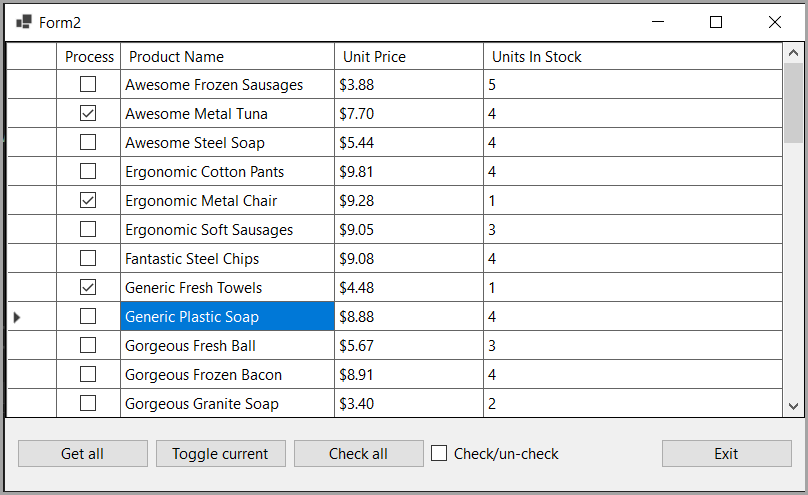 Form2
Process Product Name Unit Price Units In Stock
Awesome Frozen Sausages $3.88 5
Awesome Metal Tuna $7.70 4
Awesome Steel Soap $5.44 4
Ergonomic Cotton Pants $9.81 4
Ergonomic Metal Chair $9.28 1
Ergonomic Soft Sausages $9.05 3
Fantastic Steel Chips $9.08 4
Generic Fresh Towels $4.48 1
Generic Plastic Soap $8.88 4
Gorgeous Fresh Ball $5.67 3
Gorgeous Frozen Bacon $8.91 4
Gorgeous Granite Soap $3.40 2
Get all Toggle current Check all Check/un-check Exit